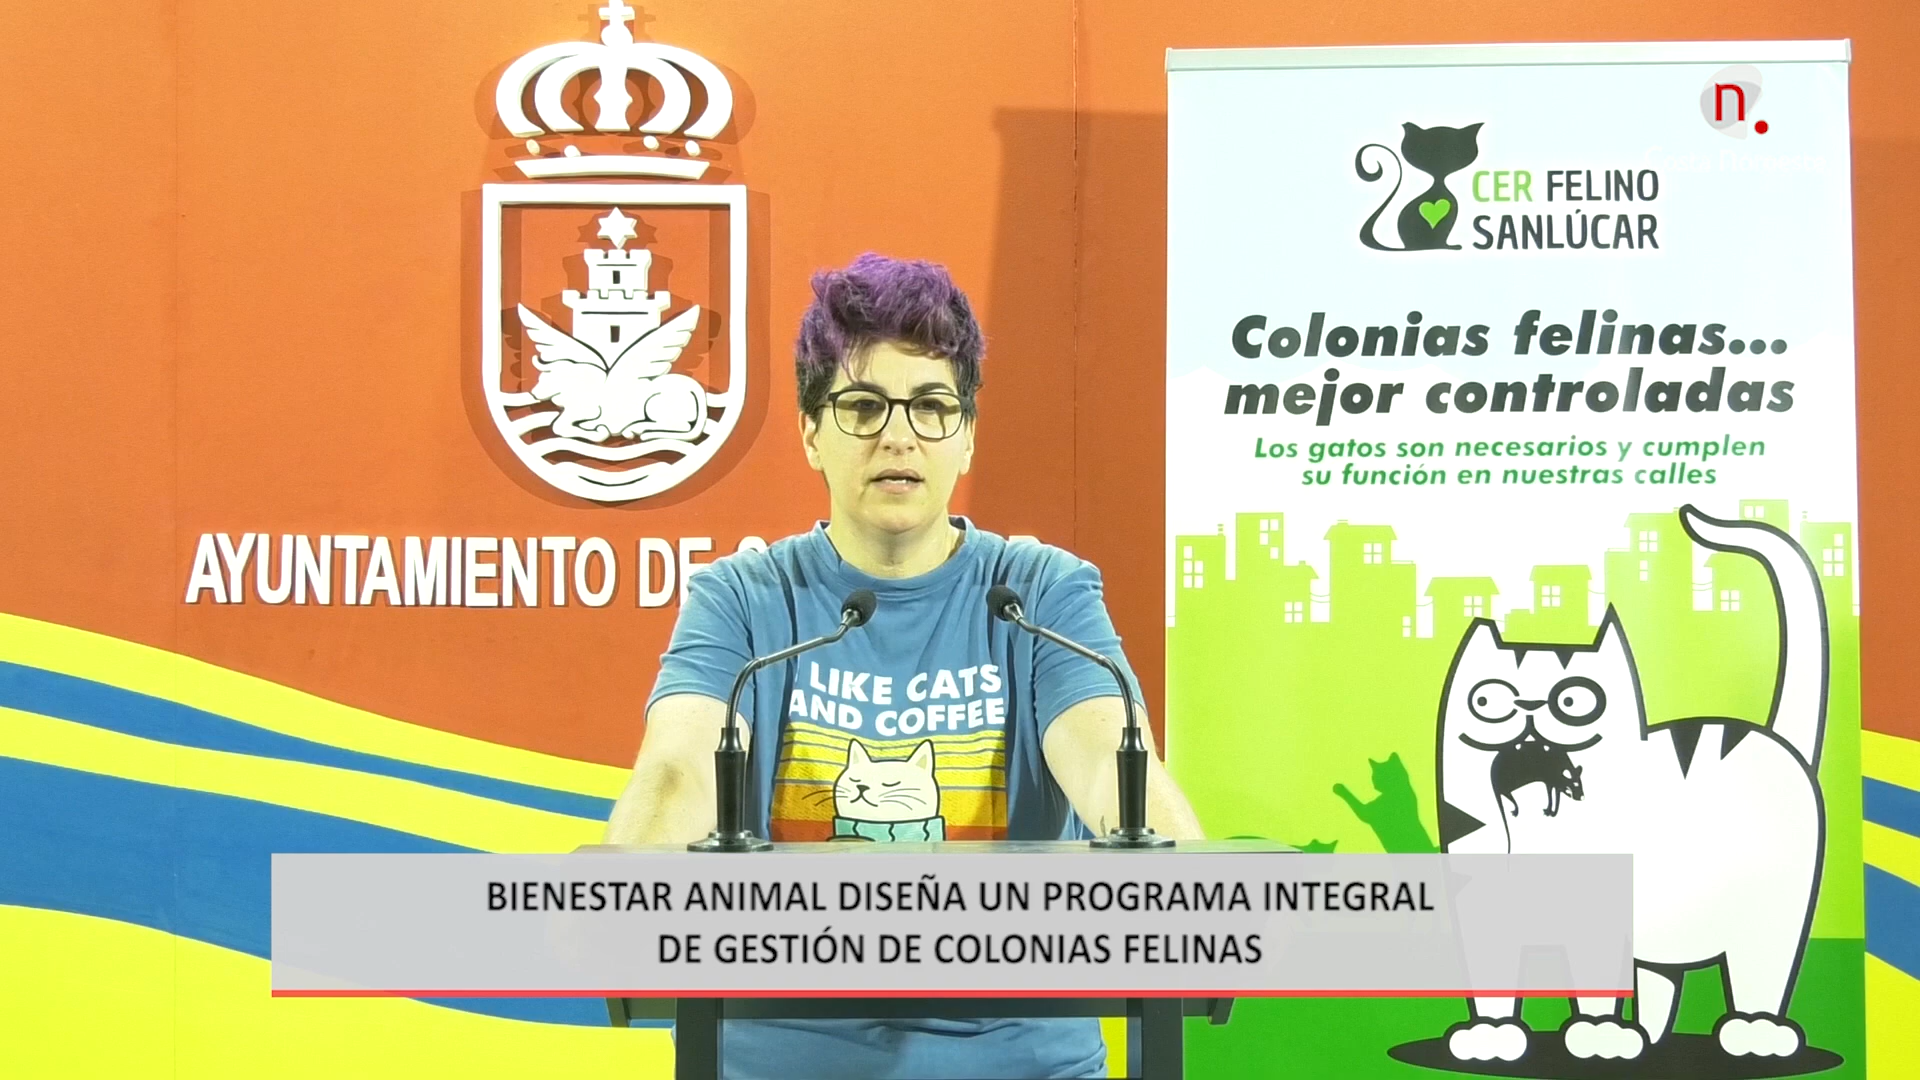 n.
CER FELINO
SANLÚCAR
Colonias felinas...
mejor controladas
Los gatos son necesarios y cumplen
su función en nuestras calles
AYUNTAMIENTO DE
I LIKE CATS
AND COFFEE
BIENESTAR ANIMAL DISEÑA UN PROGRAMA INTEGRAL
DE GESTIÓN DE COLONIAS FELINAS